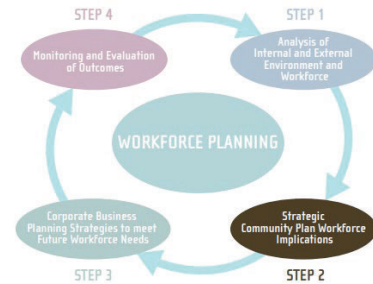 STEP 4
STEP 1
Monitoring and Evaluation
of Outcomes
Analysis of
Internal and External
Environment and
Workforce
WORKFORCE PLANNING
Corporate Business
Planning Strategies to meet
Future Workforce Needs
Strategic
Community Plan Workforce
Implications
STEP 3
STEP 2